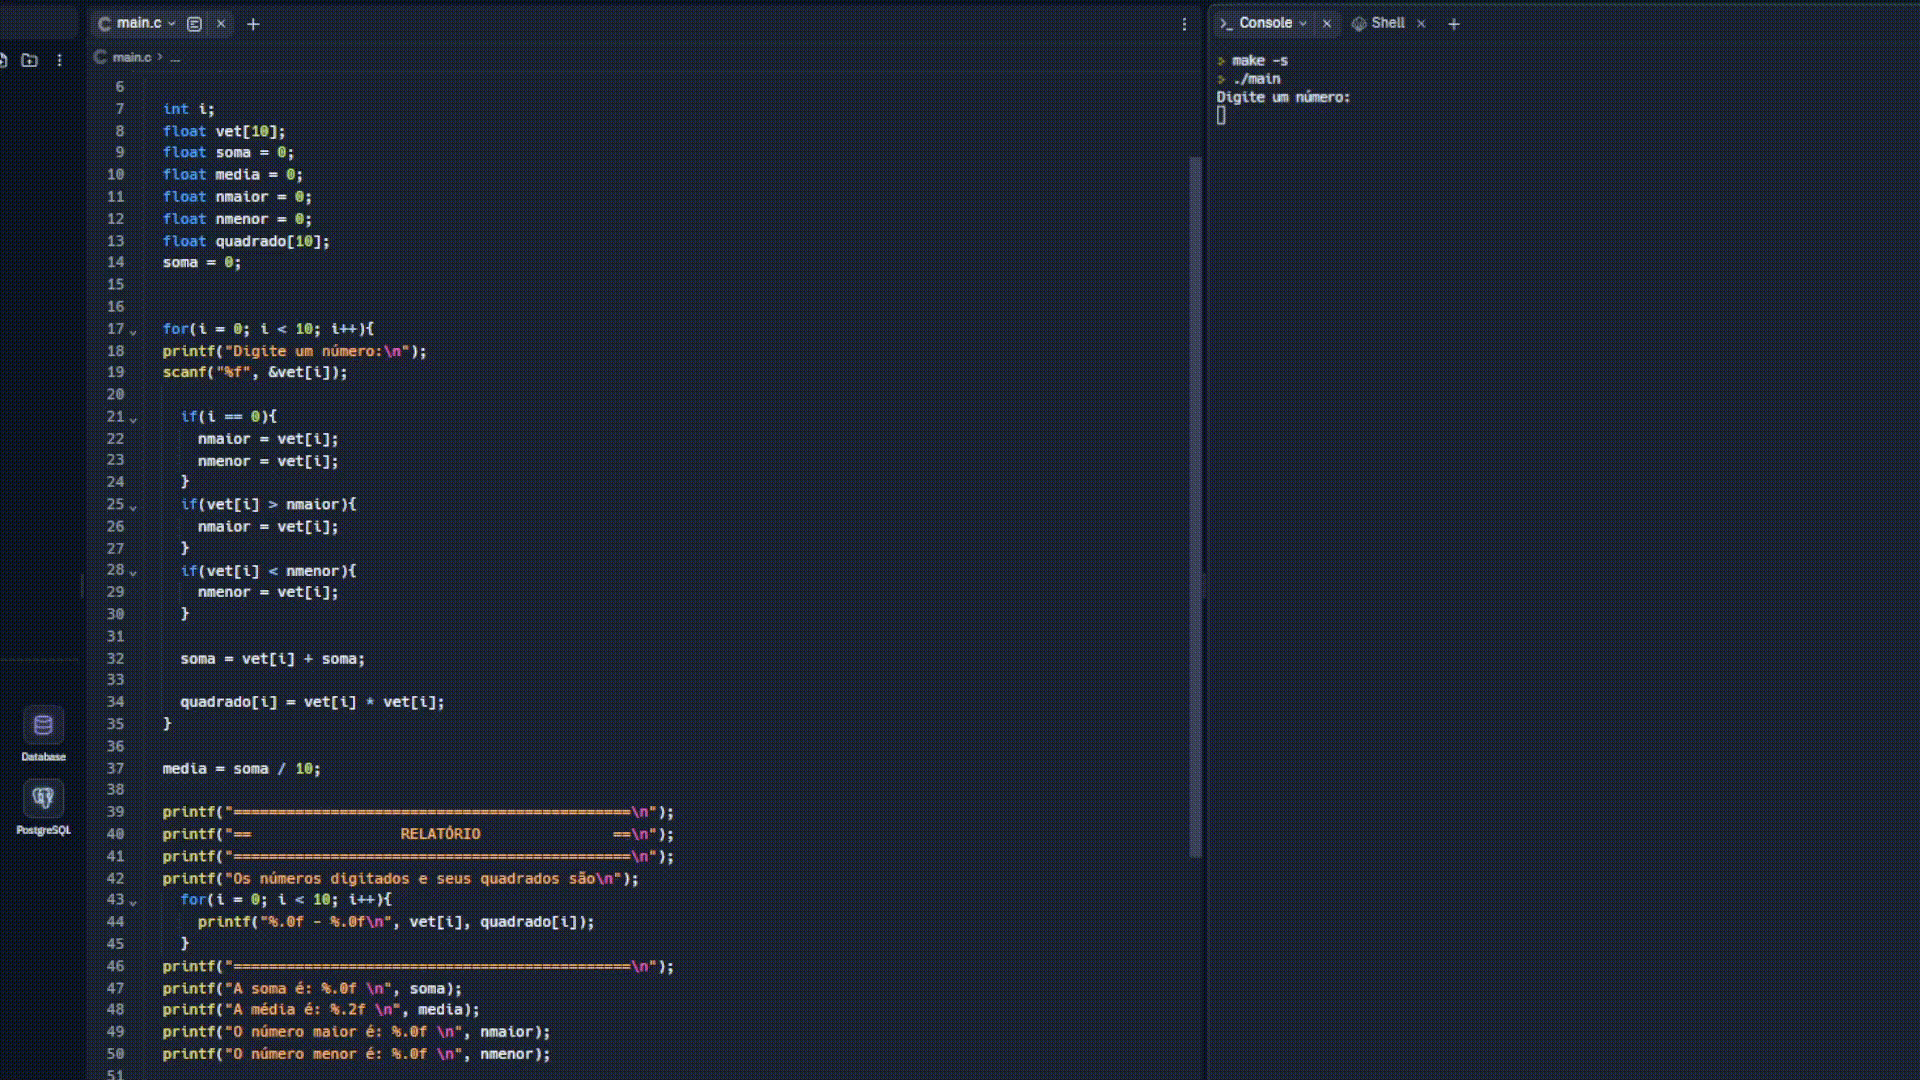 main.c
main.c > ...
6
7 int i;
8 float vet[10];
9 float soma = 0;
10 float media = 0;
11 float nmaior = 0;
12 float nmenor = 0;
13 float quadrado[10];
14 soma = 0;
15
16
17 for(i = 0; i < 10; i++){
18 printf("Digite um número:\n");
19 scanf("%f", &vet[i]);
20
21 if(i == 0){
22 nmaior = vet[i];
23 nmenor = vet[i];
24 }
25 if(vet[i] > nmaior){
26 nmaior = vet[i];
27 }
28 if(vet[i] < nmenor){
29 nmenor = vet[i];
30 }
31
32 soma = vet[i] + soma;
33
34 quadrado[i] = vet[i] * vet[i];
35 }
36
37 media = soma / 10;
38
39 printf("=============================================\n");
40 printf("==                 RELATÓRIO               ==\n");
41 printf("=============================================\n");
42 printf("Os números digitados e seus quadrados são\n");
43 for(i = 0; i < 10; i++){
44 printf("%.0f - %.0f\n", vet[i], quadrado[i]);
45 }
46 printf("=============================================\n");
47 printf("A soma é: %.0f \n", soma);
48 printf("A média é: %.2f \n", media);
49 printf("O número maior é: %.0f \n", nmaior);
50 printf("O número menor é: %.0f \n", nmenor);
51
Database
PostgreSQL
Console
Shell
> make -s
> ./main
Digite um número: